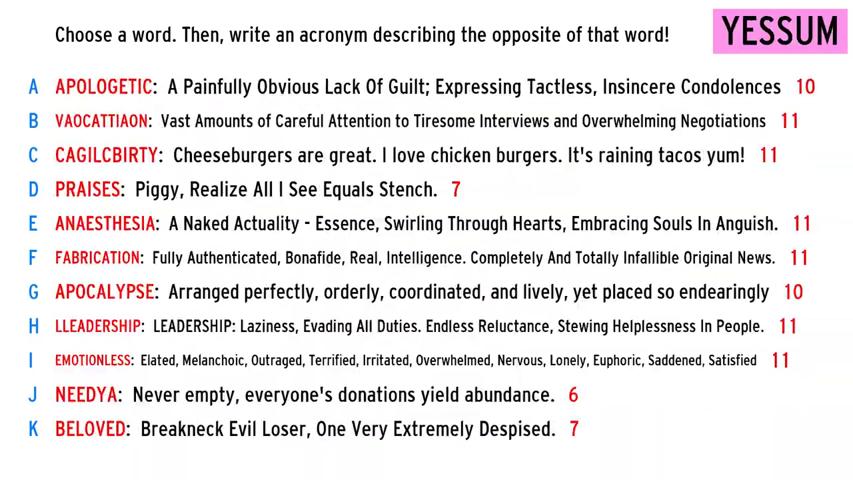 Choose a word. Then, write an acronym describing the opposite of that word!
YESSUM
A APOLOGETIC: A Painfully Obvious Lack Of Guilt; Expressing Tactless, Insincere Condolences 10
B VAOCATTIAON: Vast Amounts of Careful Attention to Tiresome Interviews and Overwhelming Negotiations 11
C CAGILCBIRTY: Cheeseburgers are great. I love chicken burgers. It's raining tacos yum! 11
D PRAISES: Piggy, Realize All I See Equals Stench. 7
E ANAESTHESIA: A Naked Actuality - Essence, Swirling Through Hearts, Embracing Souls In Anguish. 11
F FABRICATION: Fully Authenticated, Bonafide, Real, Intelligence. Completely And Totally Infallible Original News. 11
G APOCALYPSE: Arranged perfectly, orderly, coordinated, and lively, yet placed so endearingly 10
H LLEADERSHIP: LEADERSHIP: Laziness, Evading All Duties. Endless Reluctance, Stewing Helplessness In People. 11
I EMOTIONLESS: Elated, Melanchoic, Outraged, Terrified, Irritated, Overwhelmed, Nervous, Lonely, Euphoric, Saddened, Satisfied 11
J NEEDYA: Never empty, everyone's donations yield abundance. 6
K BELOVED: Breakneck Evil Loser, One Very Extremely Despised. 7